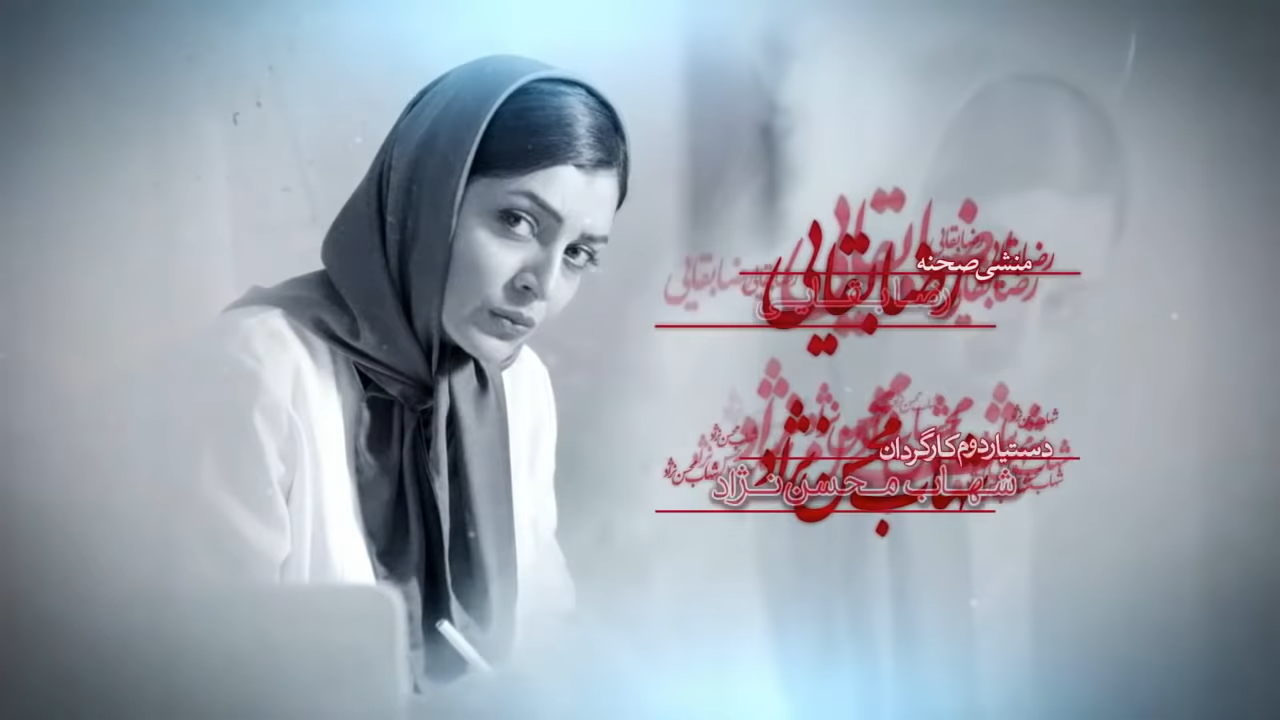 منشی صحنه
رضا بقایی
دستیار دوم کارگردان
شهاب محسن نژاد